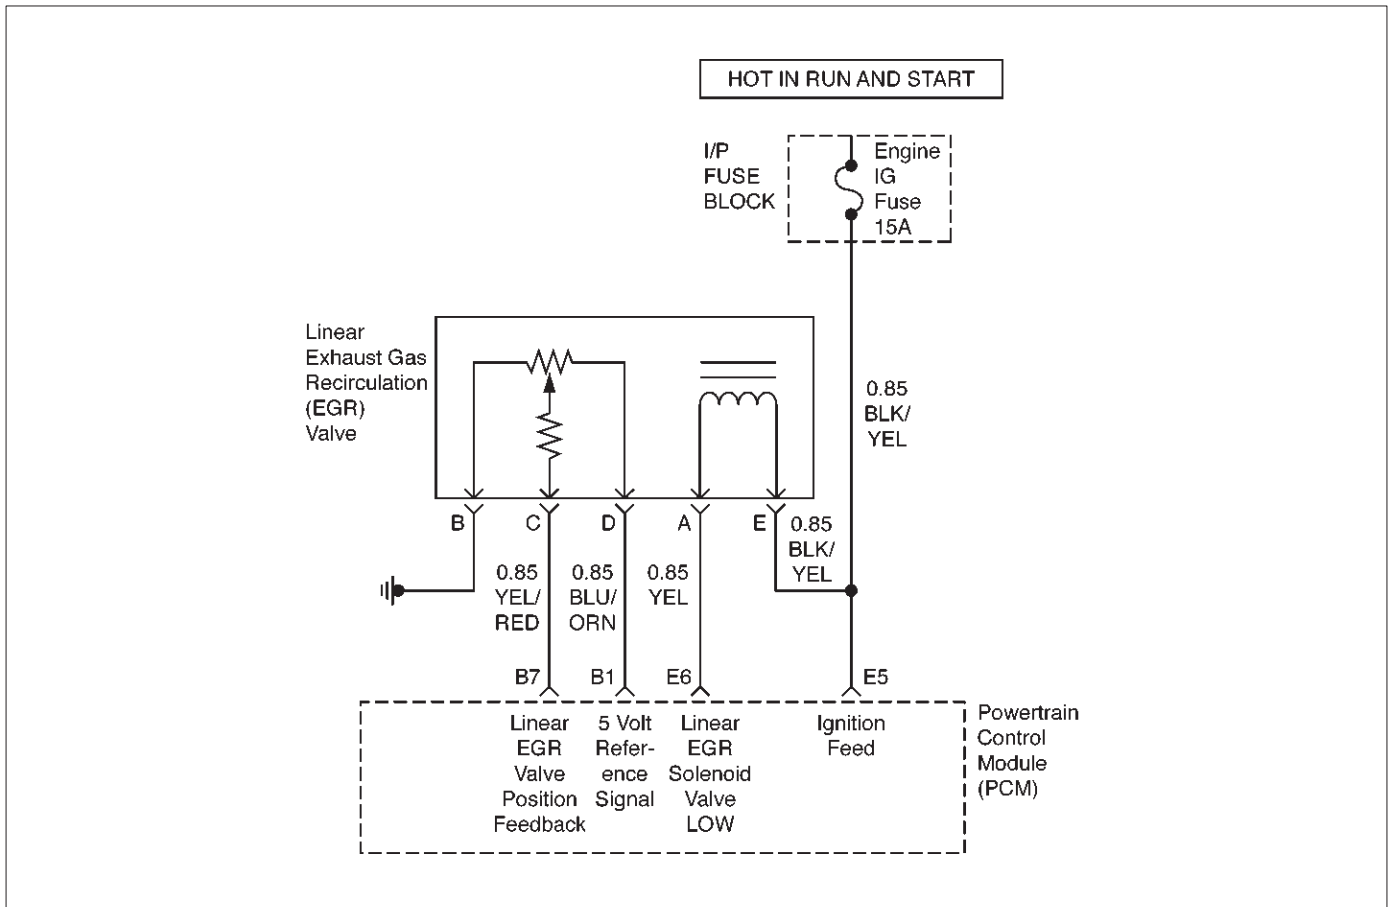 HOT IN RUN AND START
I/P
FUSE
BLOCK
Engine
IG
Fuse
15A
Linear
Exhaust Gas
Recirculation
(EGR)
Valve
0.85
BLK/
YEL
B
C
D
A
E
0.85
BLK/
YEL
0.85
YEL/
RED
0.85
BLU/
ORN
0.85
YEL
B7
B1
E6
E5
Linear
EGR
Valve
Position
Feedback
5 Volt
Refer-
ence
Signal
Linear
EGR
Solenoid
Valve
LOW
Ignition
Feed
Powertrain
Control
Module
(PCM)